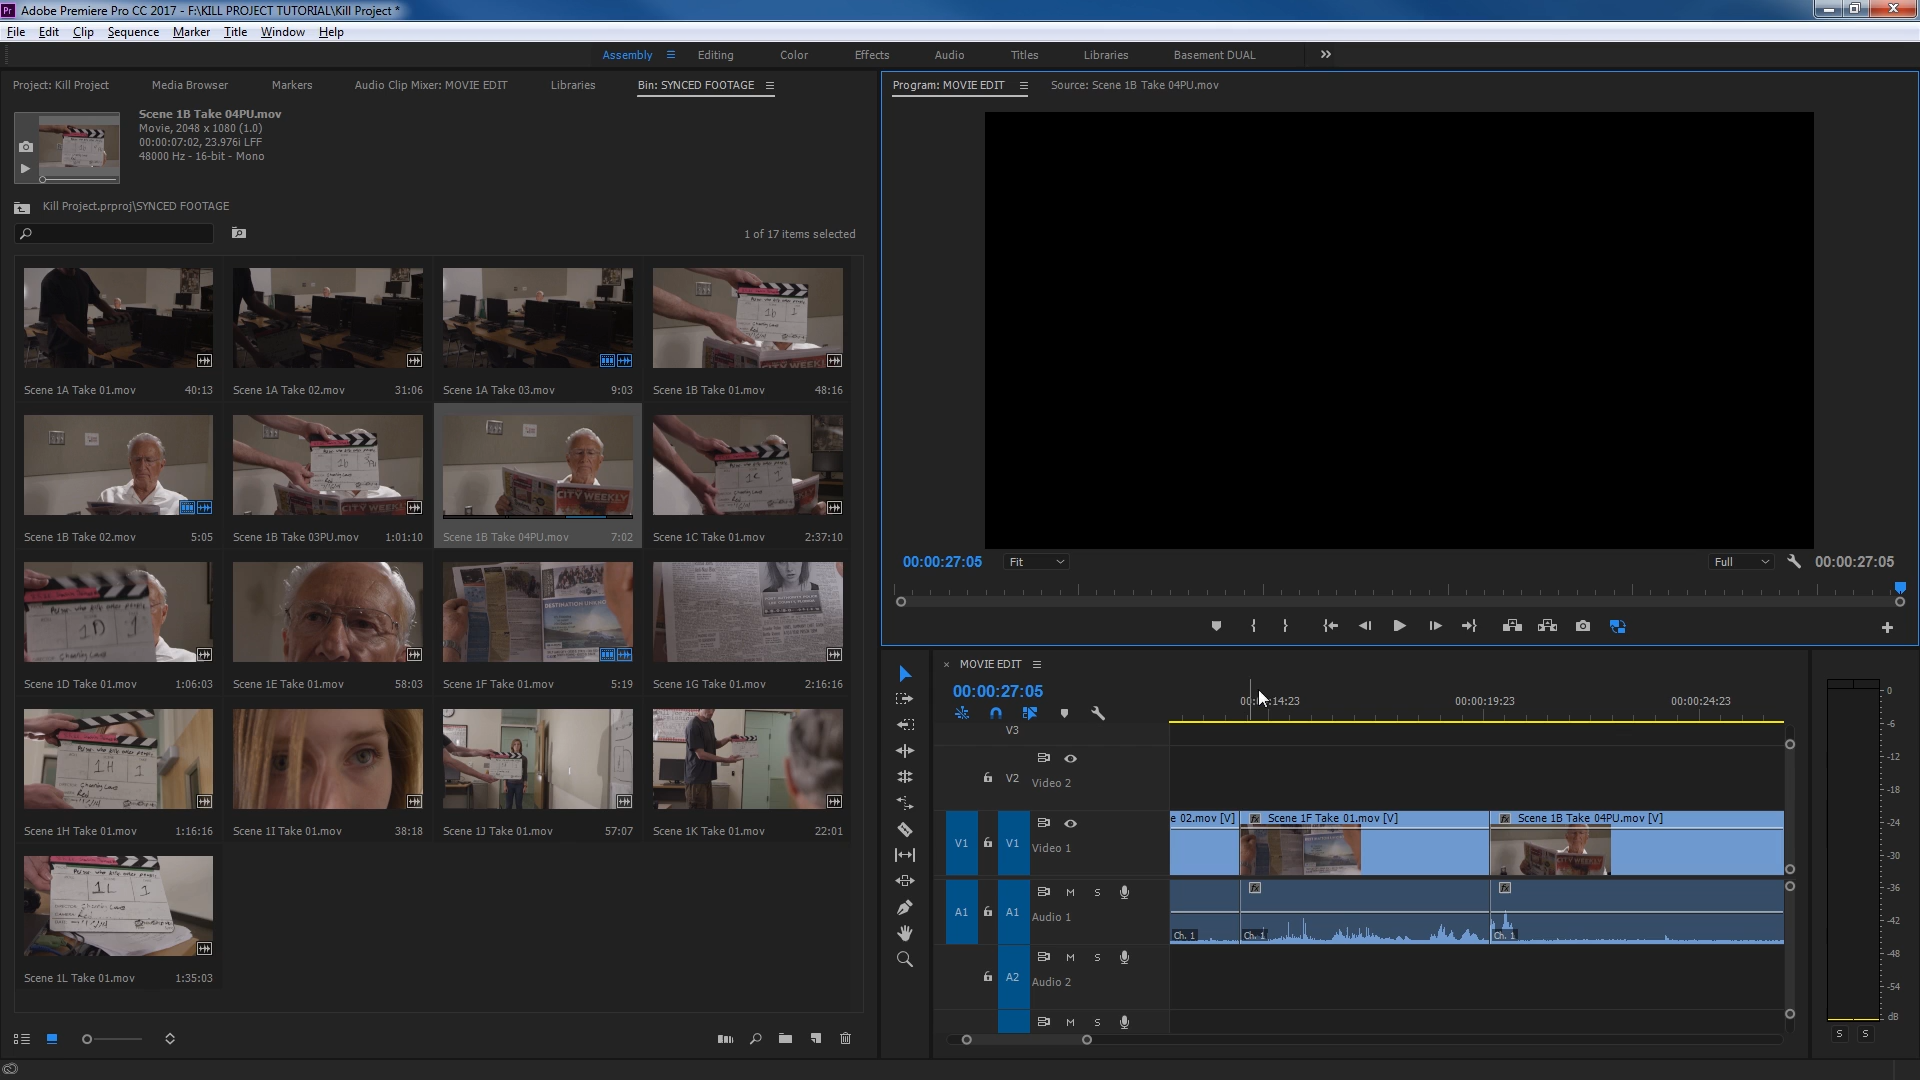 Adobe Premiere Pro CC 2017 - F:\KILL PROJECT TUTORIAL\Kill Project *
File Edit Clip Sequence Marker Title Window Help
Assembly Editing Color Effects Audio Titles Libraries Basement DUAL
Project: Kill Project Media Browser Markers Audio Clip Mixer: MOVIE EDIT Libraries Bin: SYNCED FOOTAGE
Scene 1B Take 04PU.mov
Movie, 2048 x 1080 (1.0)
00:00:07:02, 23.976i LFF
48000 Hz - 16-bit - Mono
Kill Project.prproj\SYNCED FOOTAGE
1 of 17 items selected
Scene 1A Take 01.mov 40:13
Scene 1A Take 02.mov 31:06
Scene 1A Take 03.mov 9:03
Scene 1B Take 01.mov 48:16
CITY WEEKLY
Scene 1B Take 02.mov 5:05
Scene 1B Take 03PU.mov 1:01:10
Scene 1B Take 04PU.mov 7:02
Scene 1C Take 01.mov 2:37:10
1D 1
DESTINATION UNKNOWN
Scene 1D Take 01.mov 1:06:03
Scene 1E Take 01.mov 58:03
Scene 1F Take 01.mov 5:19
Scene 1G Take 01.mov 2:16:16
1H 1
Scene 1H Take 01.mov 1:16:16
Scene 1I Take 01.mov 38:18
Scene 1J Take 01.mov 57:07
Scene 1K Take 01.mov 22:01
1L 1
Scene 1L Take 01.mov 1:35:03
Program: MOVIE EDIT Source: Scene 1B Take 04PU.mov
00:00:27:05 Fit Full 00:00:27:05
MOVIE EDIT
00:00:27:05
14:23 00:00:19:23 00:00:24:23
V3
V2 Video 2
V1 V1 Video 1
e 02.mov [V] fx Scene 1F Take 01.mov [V] fx Scene 1B Take 04PU.mov [V]
A1 A1 M S Audio 1
Ch. 1 Ch. 1 Ch. 1
A2 M S Audio 2
M S
0
-6
-12
-18
-24
-30
-36
-42
-48
-54
dB
S S